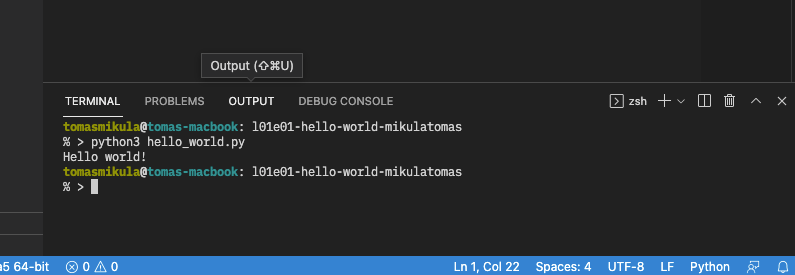 Output (⇧⌘U)
TERMINAL PROBLEMS OUTPUT DEBUG CONSOLE zsh
tomasmikula@tomas-macbook: l01e01-hello-world-mikulatomas
% > python3 hello_world.py
Hello world!
tomasmikula@tomas-macbook: l01e01-hello-world-mikulatomas
% >
64-bit 0 0 Ln 1, Col 22 Spaces: 4 UTF-8 LF Python